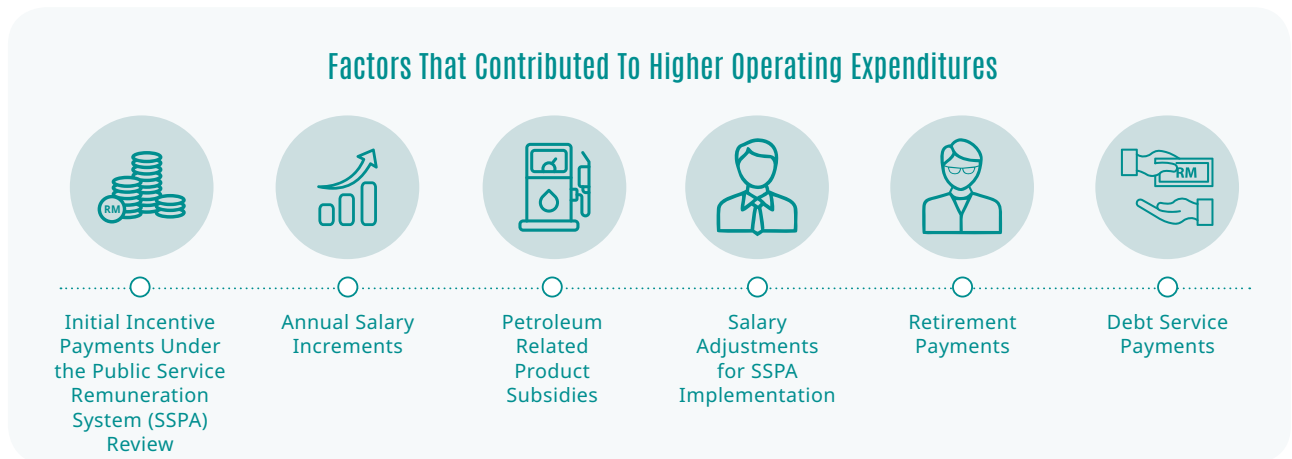 Factors That Contributed To Higher Operating Expenditures
RM
RM
Initial Incentive
Payments Under
the Public Service
Remuneration
System (SSPA)
Review
Annual Salary
Increments
Petroleum
Related
Product
Subsidies
Salary
Adjustments
for SSPA
Implementation
Retirement
Payments
Debt Service
Payments